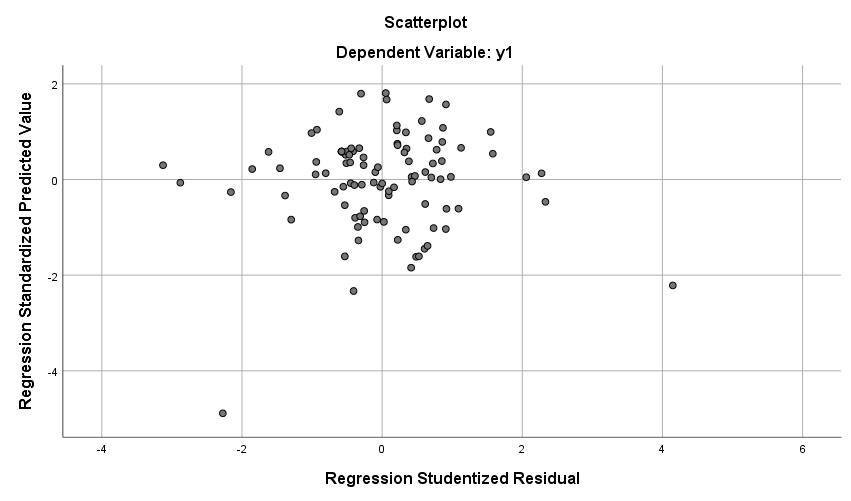 Scatterplot
Dependent Variable: y1
Regression Standardized Predicted Value
2
0
-2
-4
-4
-2
0
2
4
6
Regression Studentized Residual